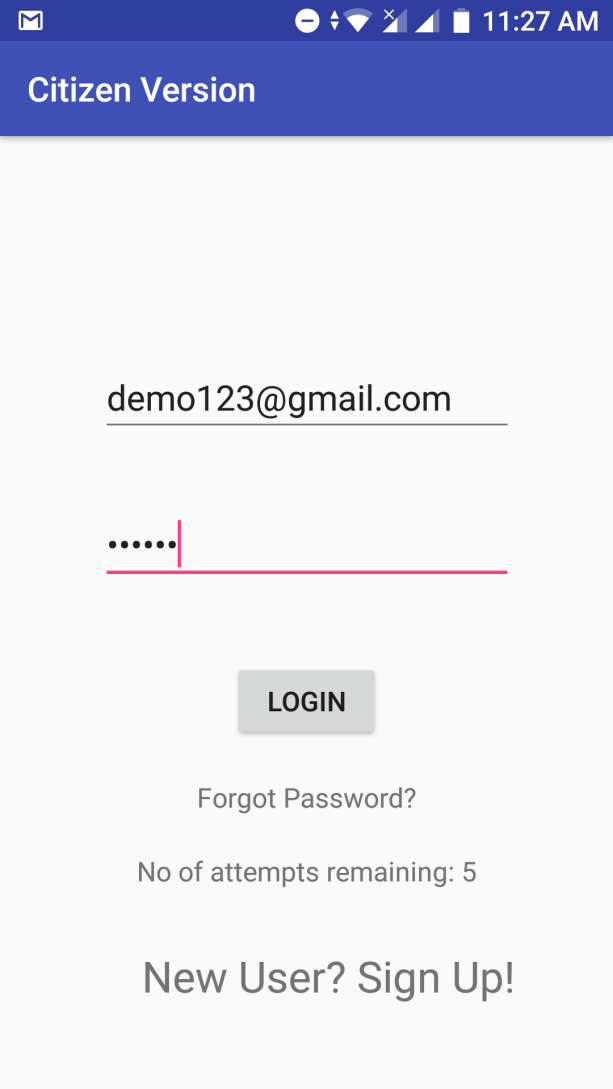 11:27 AM
Citizen Version
demo123@gmail.com
••••••
LOGIN
Forgot Password?
No of attempts remaining: 5
New User? Sign Up!